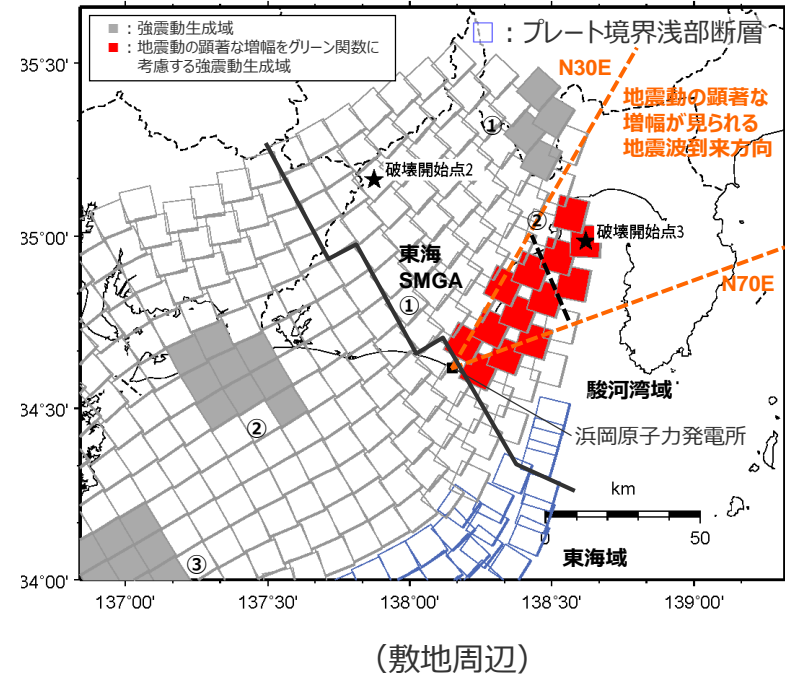 ：強震動生成域
：地震動の顕著な増幅をグリーン関数に
考慮する強震動生成域
：プレート境界浅部断層
35°30'
N30E
地震動の顕著な
増幅が見られる
地震波到来方向
①
破壊開始点2
②
破壊開始点3
35°00'
東海
SMGA
①
N70E
駿河湾域
34°30'
②
浜岡原子力発電所
km
0
50
東海域
③
34°00'
137°00'
137°30'
138°00'
138°30'
139°00'
（敷地周辺）